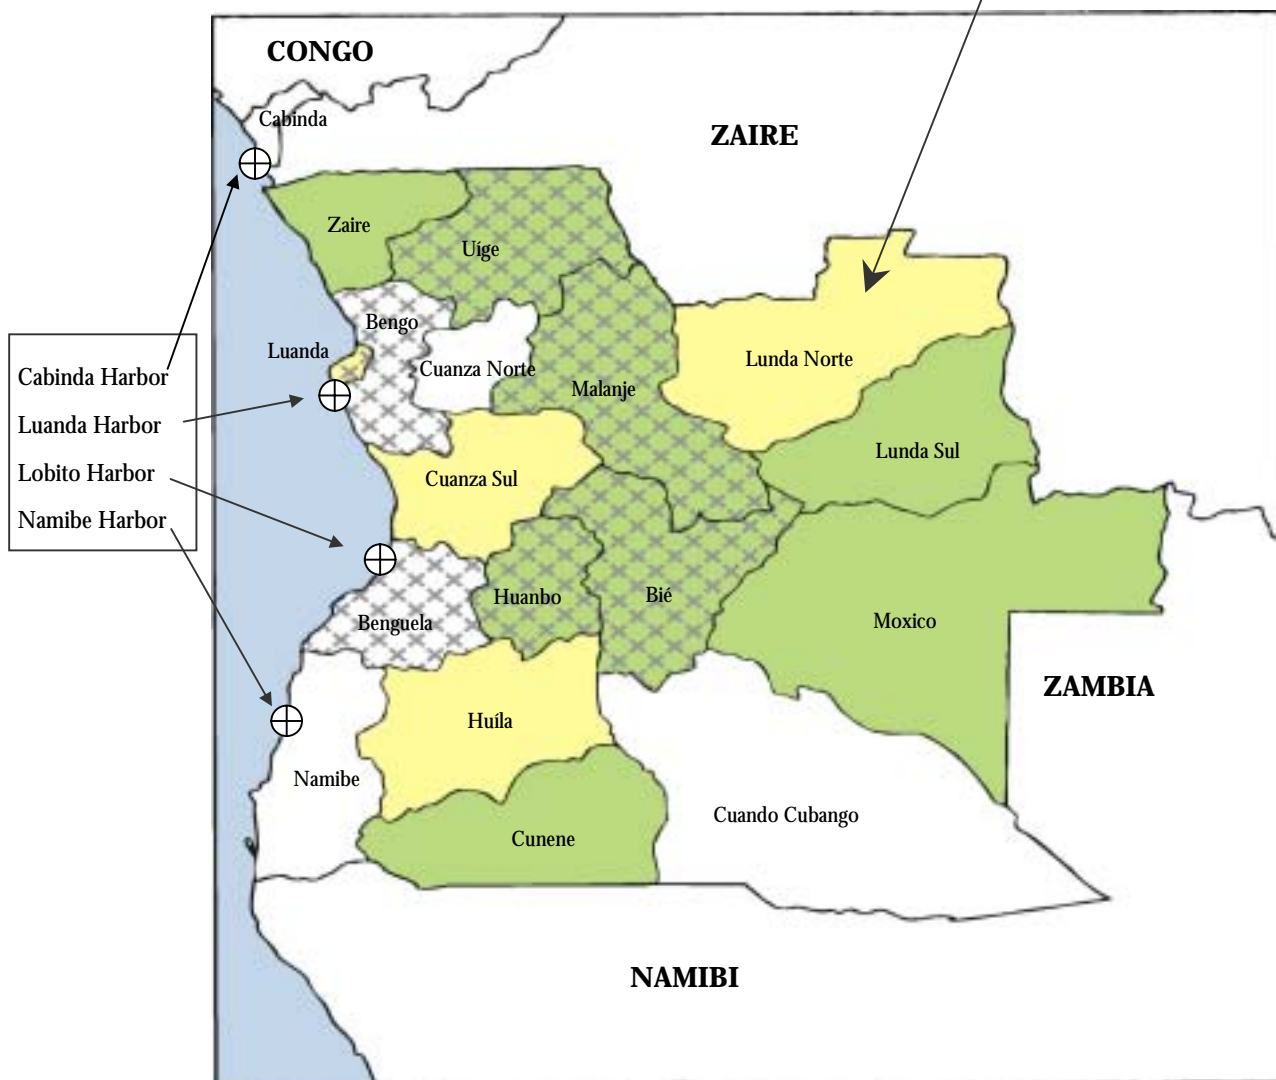 CONGO
Cabinda
ZAIRE
Zaire
Uíge
Bengo
Luanda
Cuanza Norte
Lunda Norte
Malanje
Cabinda Harbor
Luanda Harbor
Lobito Harbor
Namibe Harbor
Lunda Sul
Cuanza Sul
Huanbo
Bié
Benguela
Moxico
ZAMBIA
Huíla
Namibe
Cuando Cubango
Cunene
NAMIBI